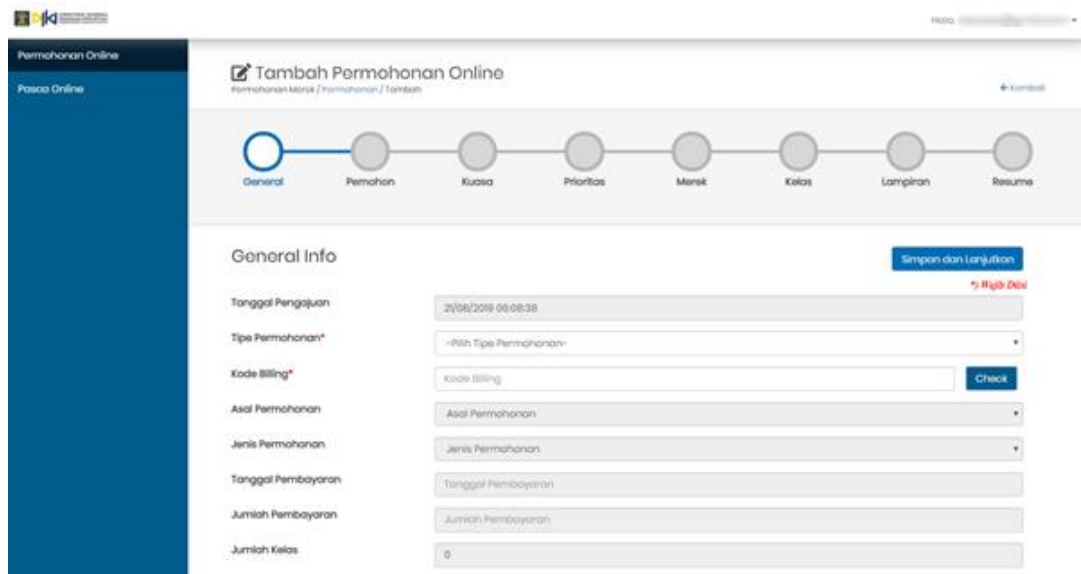 Halo,
Permohonan Online
Pasca Online
Tambah Permohonan Online
Permohonan Merek / Permohonan / Tambah
Kembali
General
Pemohon
Kuasa
Prioritas
Merek
Kelas
Lampiran
Resume
General Info
Simpan dan Lanjutkan
*) Wajib Diisi
Tanggal Pengajuan
21/08/2019 06:08:38
Tipe Permohonan*
-Pilih Tipe Permohonan-
Kode Billing*
Kode Billing
Check
Asal Permohonan
Asal Permohonan
Jenis Permohonan
Jenis Permohonan
Tanggal Pembayaran
Tanggal Pembayaran
Jumlah Pembayaran
Jumlah Pembayaran
Jumlah Kelas
0